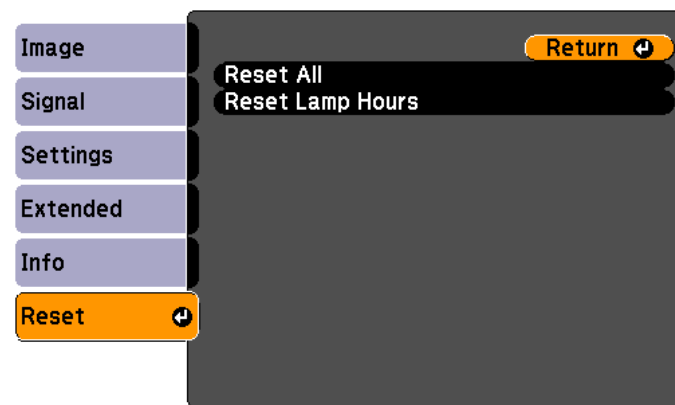 Image
Signal
Settings
Extended
Info
Reset
Return
Reset All
Reset Lamp Hours